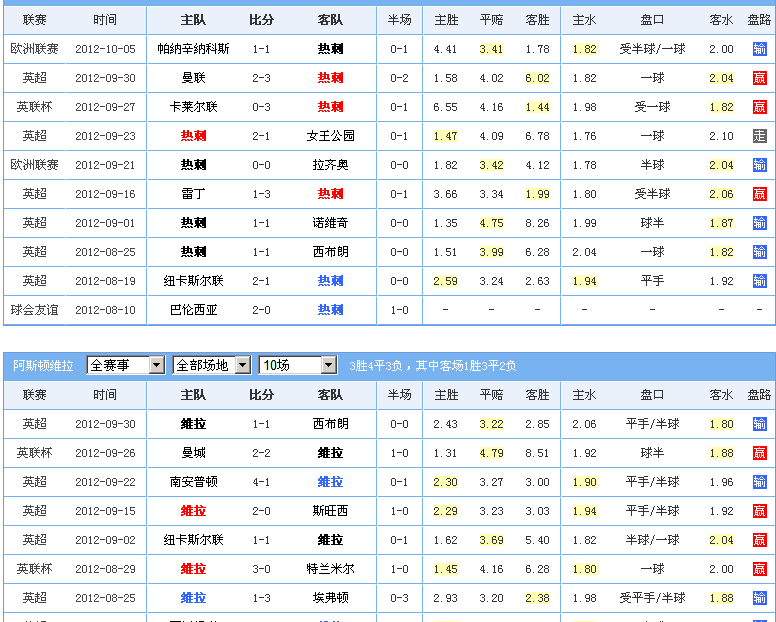 联赛 时间 主队 比分 客队 半场 主胜 平赔 客胜 主水 盘口 客水 盘路
欧洲联赛 2012-10-05 帕纳辛纳科斯 1-1 热刺 0-1 4.41 3.41 1.78 1.82 受半球/一球 2.00 输
英超 2012-09-30 曼联 2-3 热刺 0-2 1.58 4.02 6.02 1.82 一球 2.04 赢
英联杯 2012-09-27 卡莱尔联 0-3 热刺 0-1 6.55 4.16 1.44 1.98 受一球 1.82 赢
英超 2012-09-23 热刺 2-1 女王公园 0-1 1.47 4.09 6.78 1.76 一球 2.10 走
欧洲联赛 2012-09-21 热刺 0-0 拉齐奥 0-0 1.82 3.42 4.12 1.78 半球 2.04 输
英超 2012-09-16 雷丁 1-3 热刺 0-1 3.66 3.34 1.99 1.80 受半球 2.06 赢
英超 2012-09-01 热刺 1-1 诺维奇 0-0 1.35 4.75 8.26 1.99 球半 1.87 输
英超 2012-08-25 热刺 1-1 西布朗 0-0 1.51 3.99 6.28 2.04 一球 1.82 输
英超 2012-08-19 纽卡斯尔联 2-1 热刺 0-0 2.59 3.24 2.63 1.94 平手 1.92 输
球会友谊 2012-08-10 巴伦西亚 2-0 热刺 1-0 - - - - - - -
阿斯顿维拉 全赛事 全部场地 10场 3胜4平3负，其中客场1胜3平2负
联赛 时间 主队 比分 客队 半场 主胜 平赔 客胜 主水 盘口 客水 盘路
英超 2012-09-30 維拉 1-1 西布朗 0-0 2.43 3.22 2.85 2.06 平手/半球 1.80 输
英联杯 2012-09-26 曼城 2-2 維拉 1-0 1.31 4.79 8.51 1.92 球半 1.88 赢
英超 2012-09-22 南安普顿 4-1 維拉 0-1 2.30 3.27 3.00 1.90 平手/半球 1.96 输
英超 2012-09-15 維拉 2-0 斯旺西 1-0 2.29 3.23 3.03 1.94 平手/半球 1.92 赢
英超 2012-09-02 纽卡斯尔联 1-1 維拉 0-1 1.62 3.69 5.40 1.82 半球/一球 2.04 赢
英联杯 2012-08-29 維拉 3-0 特兰米尔 1-0 1.45 4.16 6.28 1.80 一球 2.00 赢
英超 2012-08-25 維拉 1-3 埃弗顿 0-3 2.93 3.20 2.38 1.98 受平手/半球 1.88 输